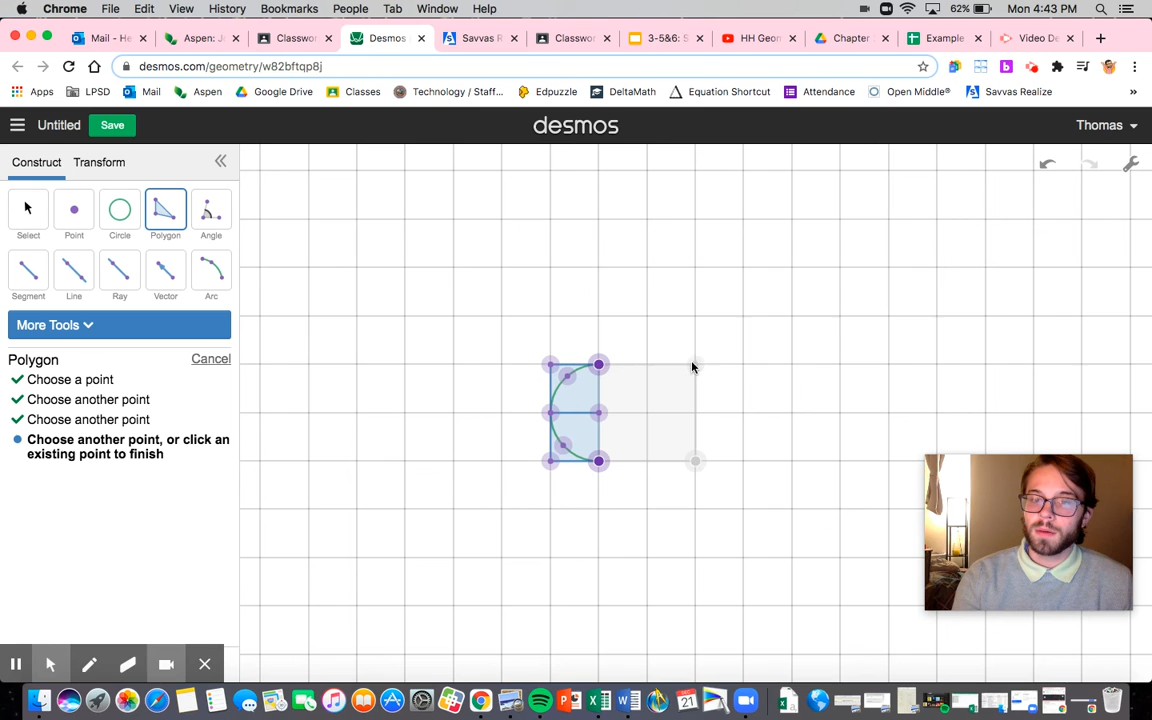 Chrome File Edit View History Bookmarks People Tab Window Help 62% Mon 4:43 PM
Mail - He Aspen: Jo Classwor Desmos Savvas R Classwor 3-5&6: S HH Geon Chapter Example Video De
desmos.com/geometry/w82bftqp8j
Apps LPSD Mail Aspen Google Drive Classes Technology / Staff... Edpuzzle DeltaMath Equation Shortcut Attendance Open Middle® Savvas Realize
Untitled Save desmos Thomas
Construct Transform
Select Point Circle Polygon Angle
Segment Line Ray Vector Arc
More Tools
Polygon Cancel
Choose a point
Choose another point
Choose another point
Choose another point, or click an
existing point to finish